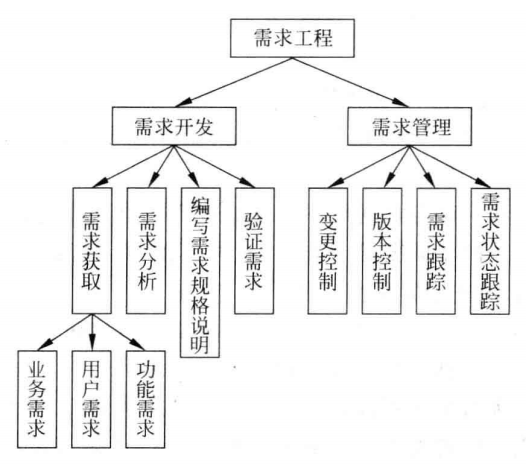 需求工程
需求开发
需求管理
需求获取
需求分析
编写需求规格说明
验证需求
变更控制
版本控制
需求跟踪
需求状态跟踪
业务需求
用户需求
功能需求